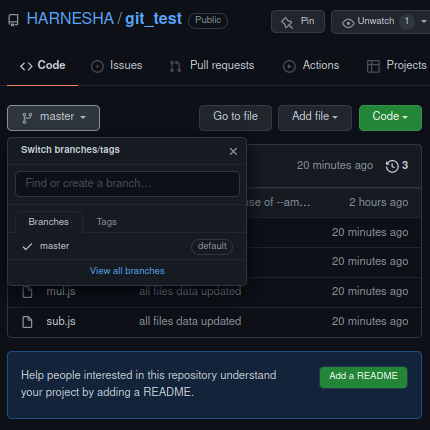 HARNESHA / git_test Public Pin Unwatch 1
Code Issues Pull requests Actions Projects
master Go to file Add file Code
Switch branches/tags
20 minutes ago 3
Find or create a branch...
use of --am... 2 hours ago
Branches Tags
20 minutes ago
master default
20 minutes ago
View all branches
mul.js all files data updated 20 minutes ago
sub.js all files data updated 20 minutes ago
Help people interested in this repository understand
your project by adding a README.
Add a README